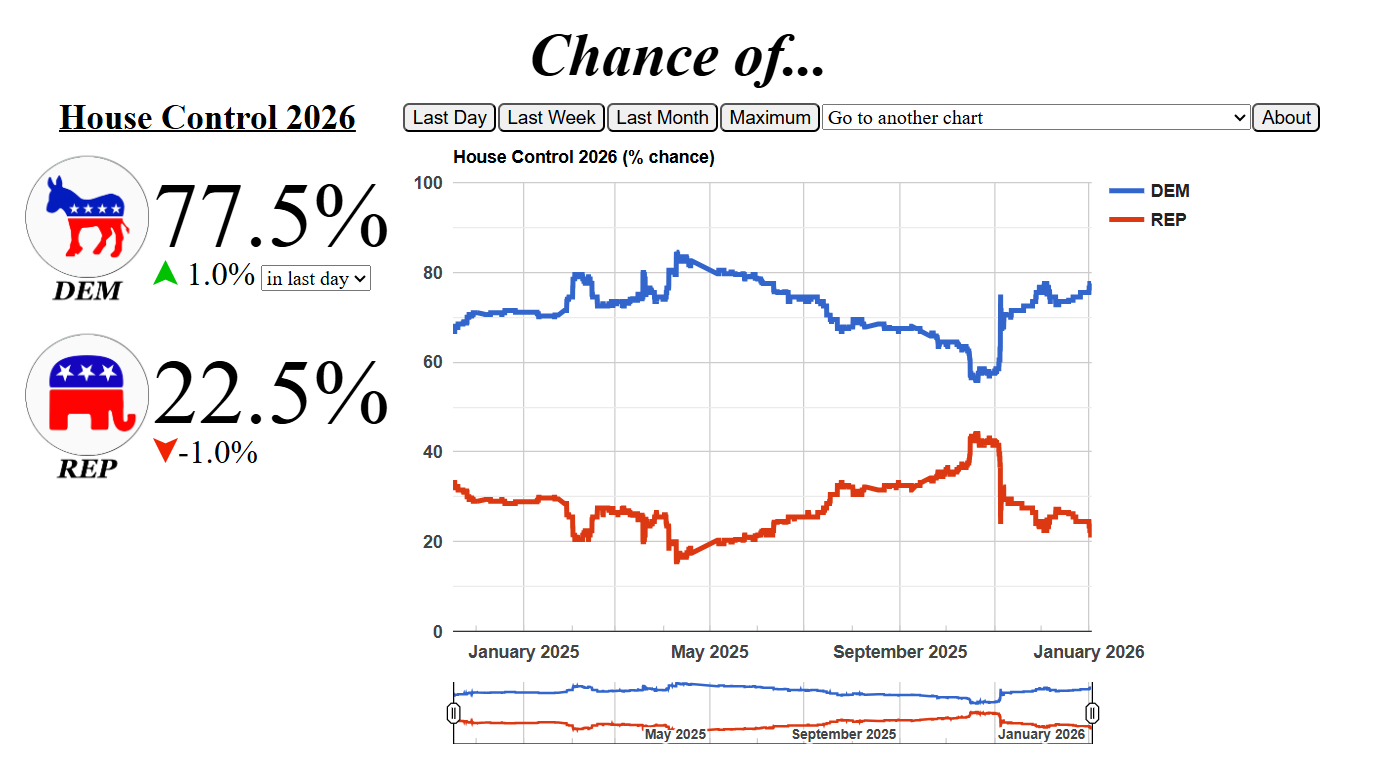 Chance of...
House Control 2026
Last Day Last Week Last Month Maximum Go to another chart About
DEM
77.5%
1.0% in last day
REP
22.5%
-1.0%
House Control 2026 (% chance)
100
80
60
40
20
0
DEM
REP
January 2025 May 2025 September 2025 January 2026
May 2025 September 2025 January 2026